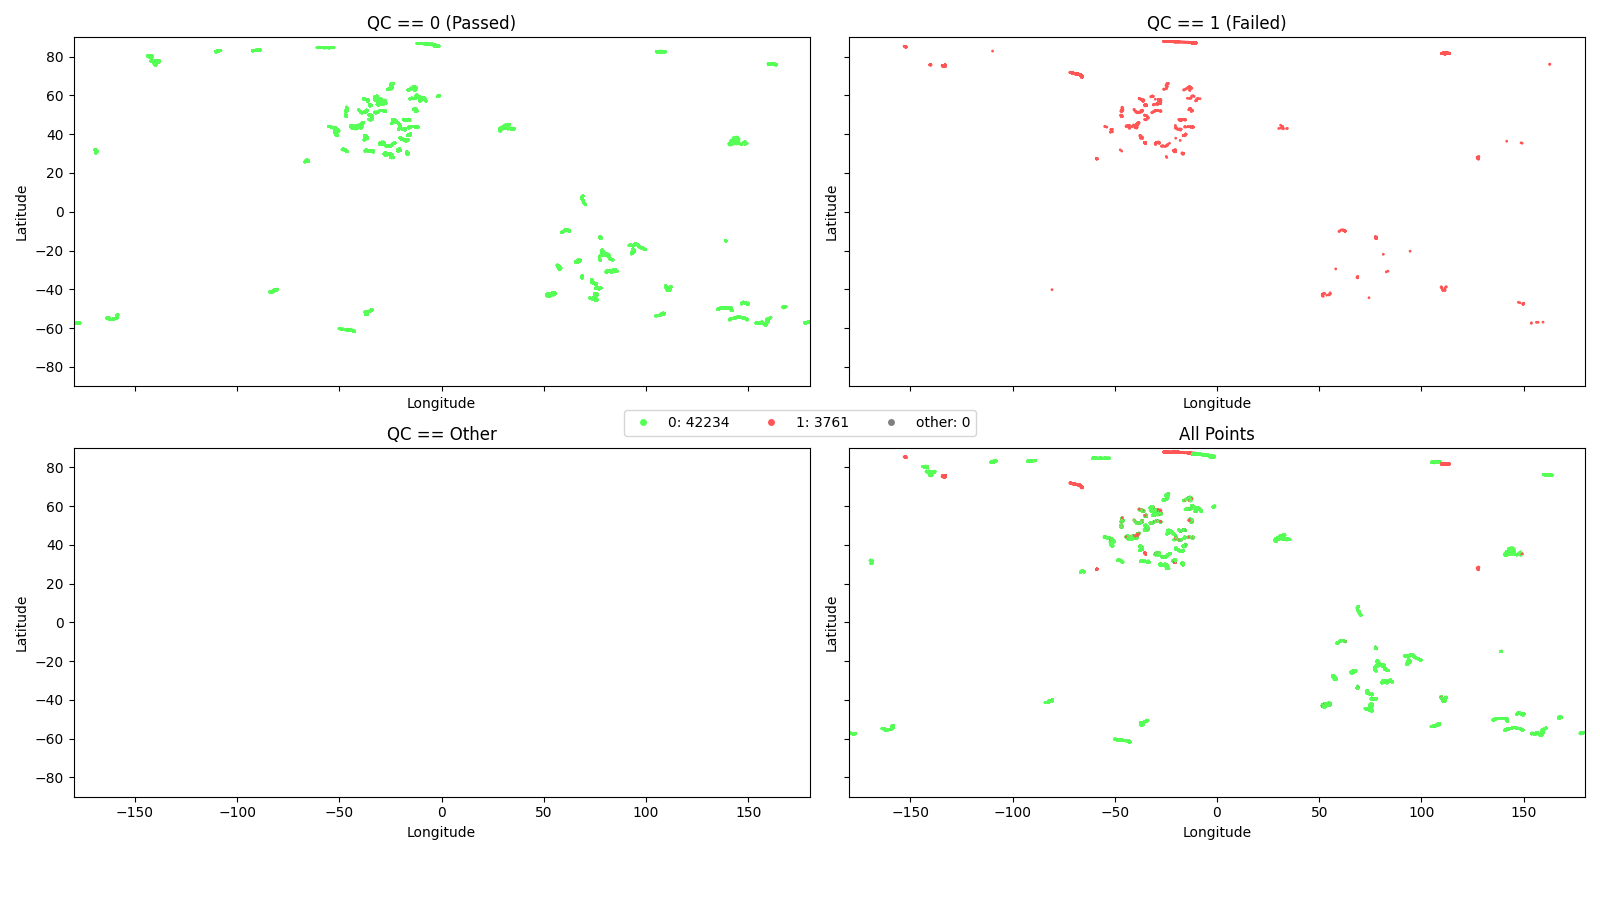 QC == 0 (Passed)
QC == 1 (Failed)
80
60
40
20
0
−20
−40
−60
−80
Latitude
Latitude
Longitude
Longitude
0: 42234
1: 3761
other: 0
QC == Other
All Points
80
60
40
20
0
−20
−40
−60
−80
Latitude
Latitude
−150
−100
−50
0
50
100
150
−150
−100
−50
0
50
100
150
Longitude
Longitude